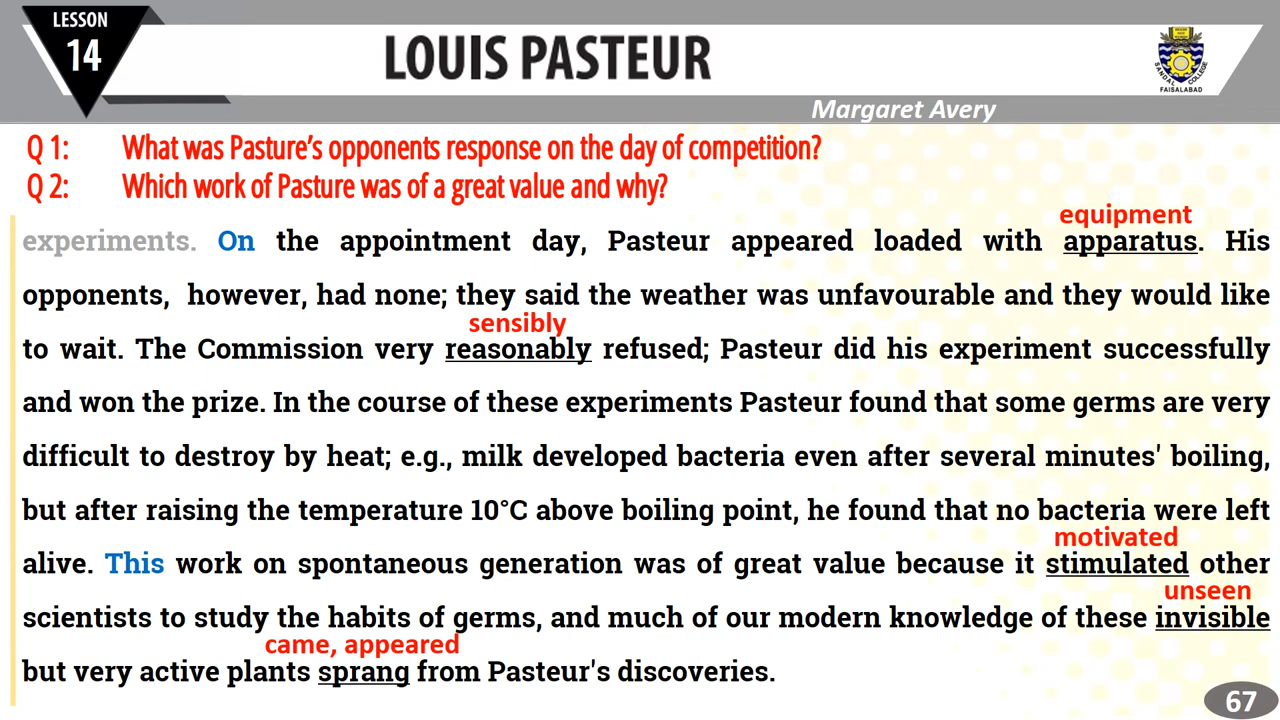 LESSON
14
LOUIS PASTEUR
SANDAL COLLEGE
FAISALABAD
Margaret Avery
Q 1: What was Pasture's opponents response on the day of competition?
Q 2: Which work of Pasture was of a great value and why?
equipment
experiments. On the appointment day, Pasteur appeared loaded with apparatus. His
opponents, however, had none; they said the weather was unfavourable and they would like
sensibly
to wait. The Commission very reasonably refused; Pasteur did his experiment successfully
and won the prize. In the course of these experiments Pasteur found that some germs are very
difficult to destroy by heat; e.g., milk developed bacteria even after several minutes' boiling,
but after raising the temperature 10°C above boiling point, he found that no bacteria were left
motivated
alive. This work on spontaneous generation was of great value because it stimulated other
unseen
scientists to study the habits of germs, and much of our modern knowledge of these invisible
came, appeared
but very active plants sprang from Pasteur's discoveries.
67